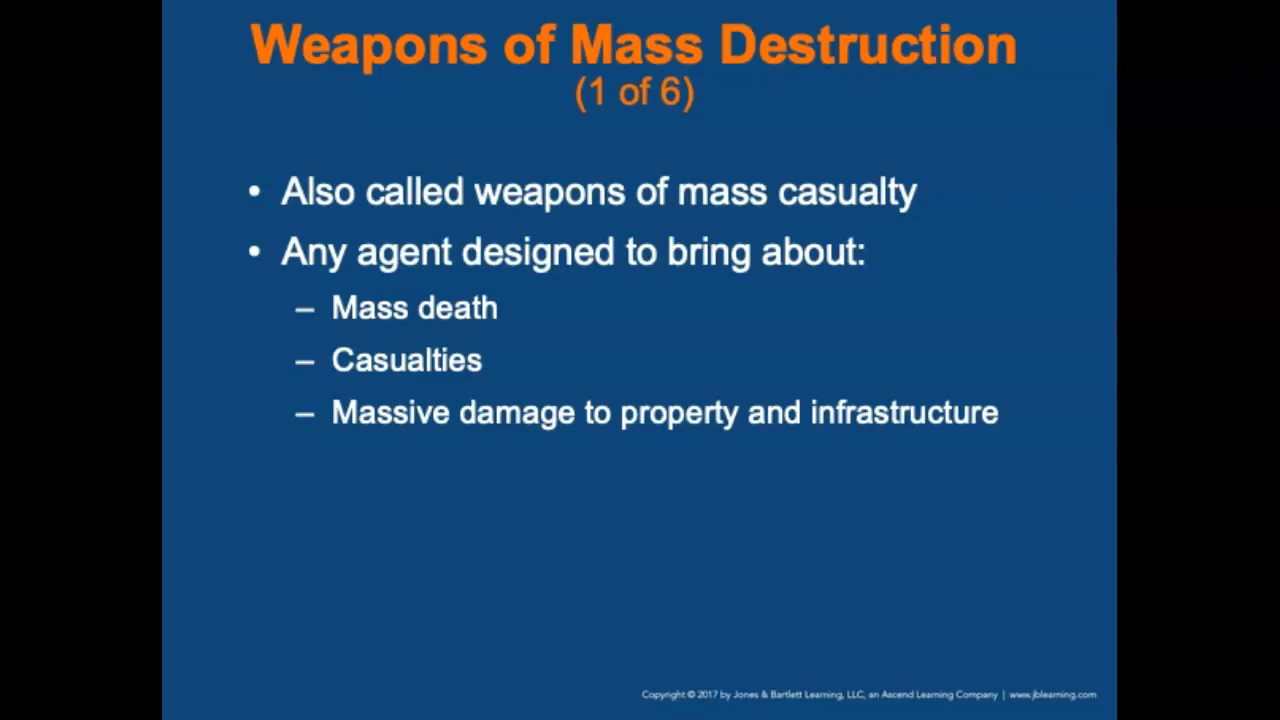 Weapons of Mass Destruction
(1 of 6)
• Also called weapons of mass casualty
• Any agent designed to bring about:
– Mass death
– Casualties
– Massive damage to property and infrastructure
Copyright © 2017 by Jones & Bartlett Learning, LLC, an Ascend Learning Company | www.jblearning.com